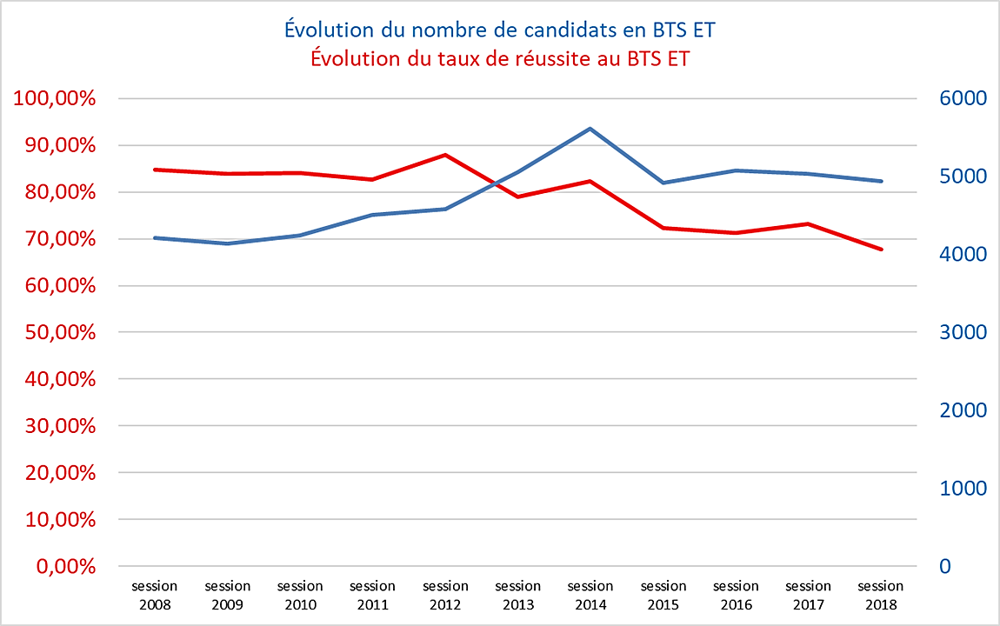 Évolution du nombre de candidats en BTS ET
Évolution du taux de réussite au BTS ET
100,00%
90,00%
80,00%
70,00%
60,00%
50,00%
40,00%
30,00%
20,00%
10,00%
0,00%
6000
5000
4000
3000
2000
1000
0
session 
2008
session
2009
session
2010
session
2011
session
2012
session
2013
session
2014
session
2015
session
2016
session
2017
session
2018